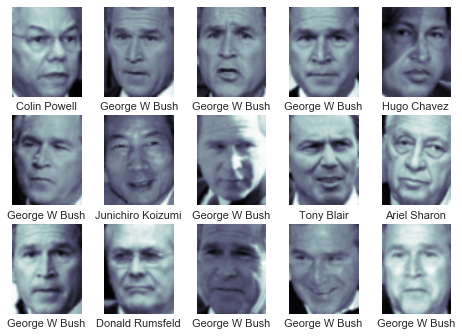 Colin Powell
George W Bush
George W Bush
George W Bush
Hugo Chavez
George W Bush
Junichiro Koizumi
George W Bush
Tony Blair
Ariel Sharon
George W Bush
Donald Rumsfeld
George W Bush
George W Bush
George W Bush